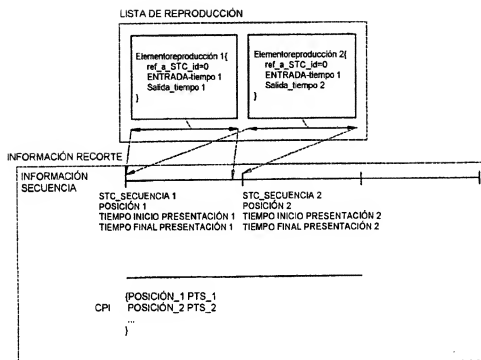 LISTA DE REPRODUCCIÓN
Elementoreproducción 1{
ref_a_STC_id=0
ENTRADA-tiempo 1
Salida_tiempo 1
}
Elementoreproducción 2{
ref_a_STC_id=0
ENTRADA-tiempo 1
Salida_tiempo 2
}
INFORMACIÓN RECORTE
INFORMACIÓN
SECUENCIA
STC_SECUENCIA 1
POSICIÓN 1
TIEMPO INICIO PRESENTACIÓN 1
TIEMPO FINAL PRESENTACIÓN 1
STC_SECUENCIA 2
POSICIÓN 2
TIEMPO INICIO PRESENTACIÓN 2
TIEMPO FINAL PRESENTACIÓN 2
CPI
{POSICIÓN_1 PTS_1
POSICIÓN_2 PTS_2
...
}